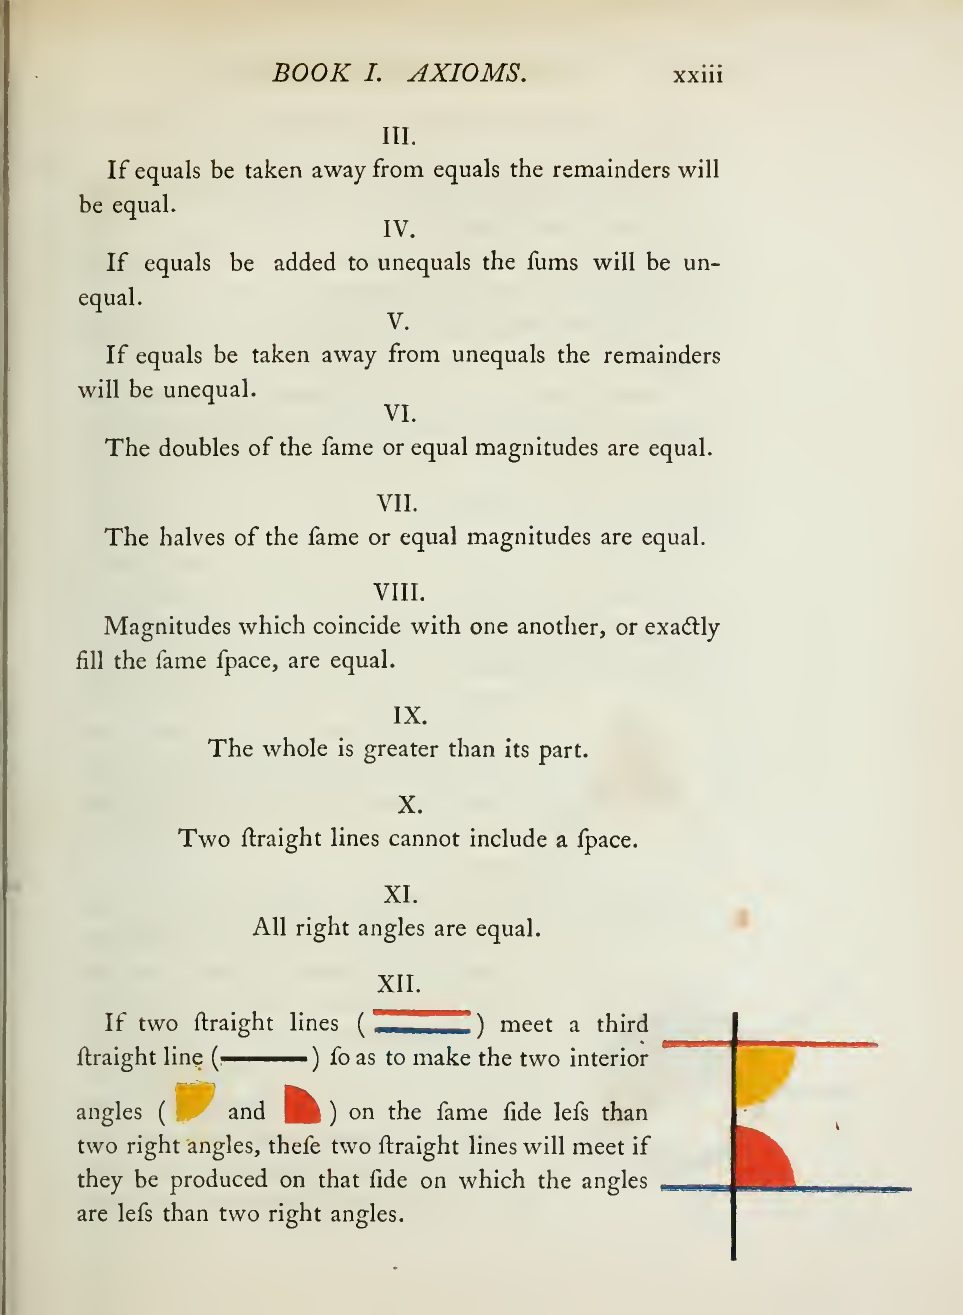 BOOK I. AXIOMS. xxiii
III.
If equals be taken away from equals the remainders will
be equal.
IV.
If equals be added to unequals the ſums will be un-
equal.
V.
If equals be taken away from unequals the remainders
will be unequal.
VI.
The doubles of the ſame or equal magnitudes are equal.
VII.
The halves of the ſame or equal magnitudes are equal.
VIII.
Magnitudes which coincide with one another, or exactly
fill the ſame ſpace, are equal.
IX.
The whole is greater than its part.
X.
Two ſtraight lines cannot include a ſpace.
XI.
All right angles are equal.
XII.
If two ſtraight lines ( ) meet a third
ſtraight line ( ) ſo as to make the two interior
angles ( and ) on the ſame ſide leſs than
two right angles, theſe two ſtraight lines will meet if
they be produced on that ſide on which the angles
are leſs than two right angles.